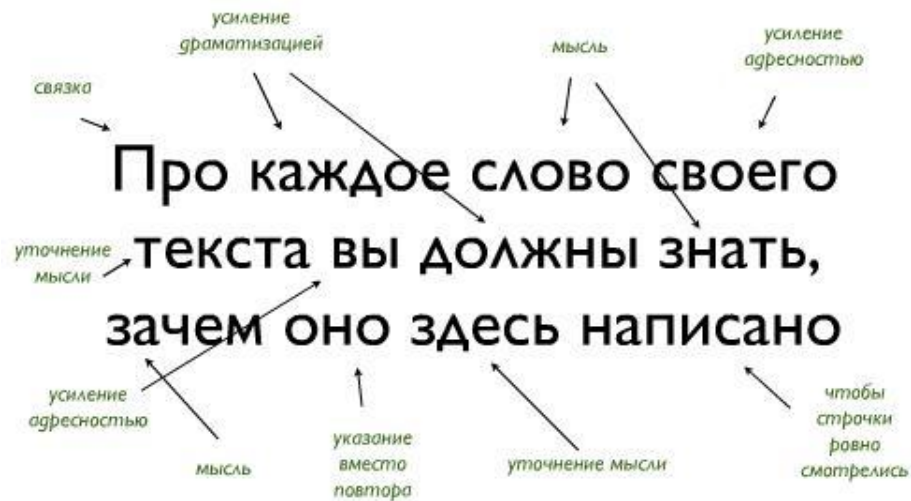 усиление
драматизацией
мысль
усиление
адресностью
связка
Про каждое слово своего
уточнение
мысли
текста вы должны знать,
зачем оно здесь написано
усиление
адресностью
мысль
указание
вместо
повтора
уточнение мысли
чтобы
строчки
ровно
смотрелись